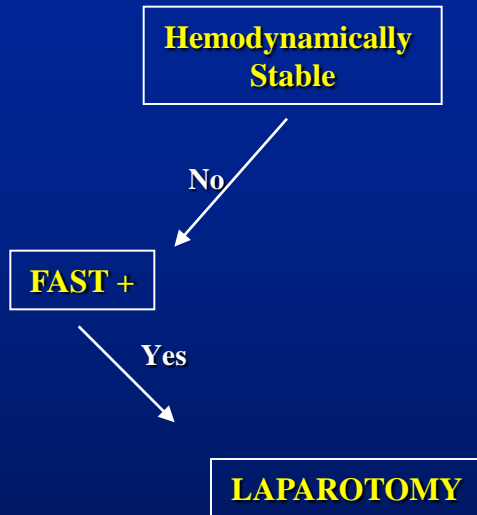 Hemodynamically
Stable
No
FAST +
Yes
LAPAROTOMY